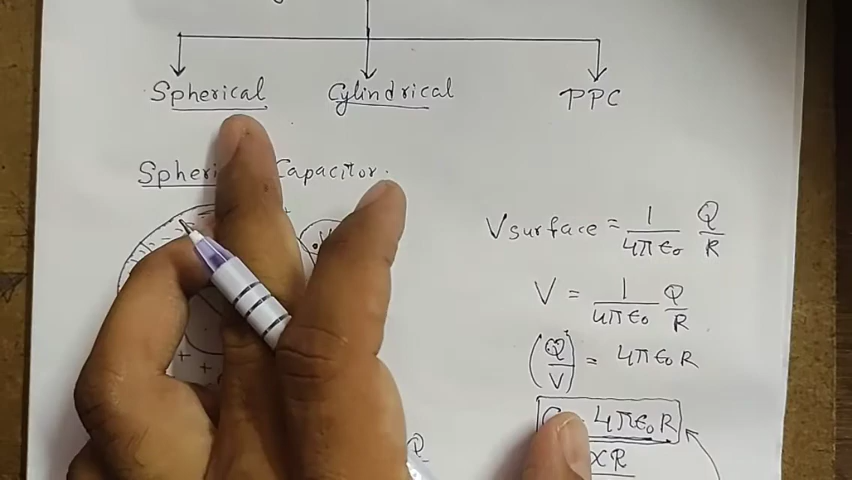 Spherical Cylindrical PPC
Capacitor.
Vsurface = 1/4πε₀ Q/R
V = 1/4πε₀ Q/R
(Q/V) = 4πε₀R
4πε₀R
∝R
Q